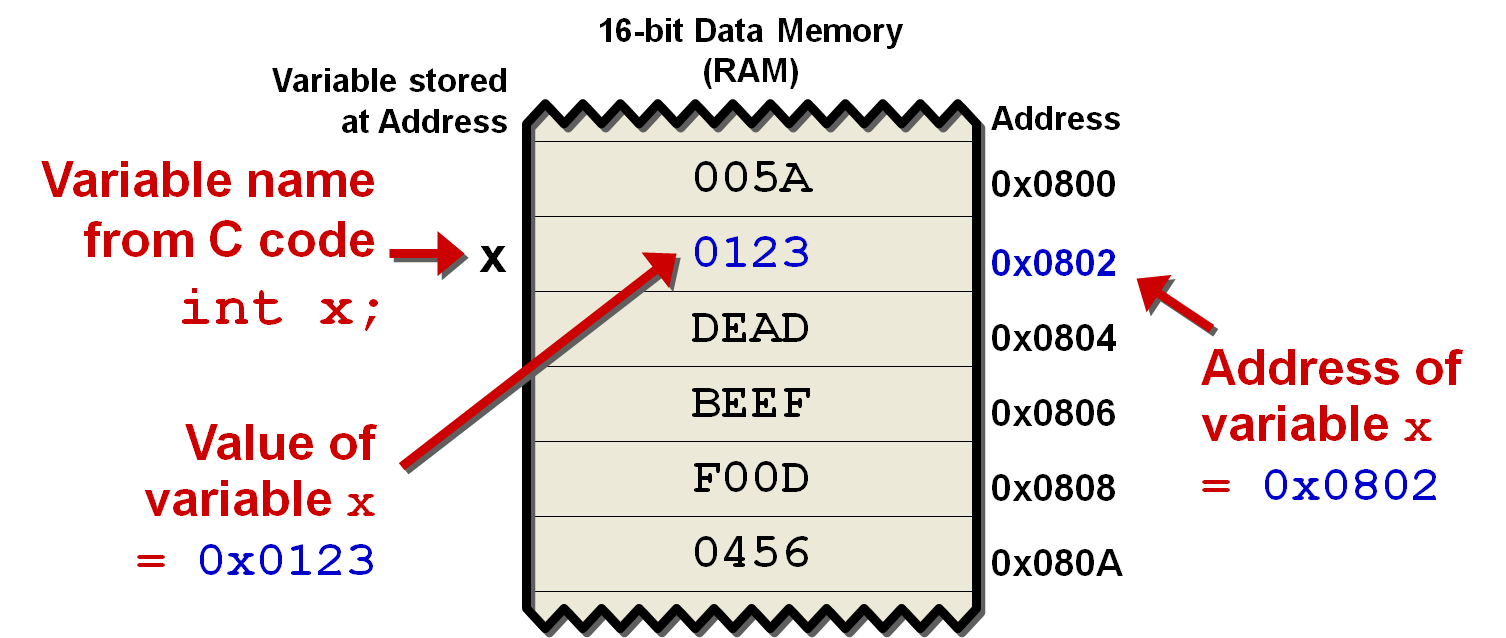 16-bit Data Memory
(RAM)
Variable stored
at Address
Address
Variable name
from C code
int x;
x
005A
0x0800
0123
0x0802
DEAD
0x0804
BEEF
0x0806
F00D
0x0808
0456
0x080A
Value of
variable x
= 0x0123
Address of
variable x
= 0x0802